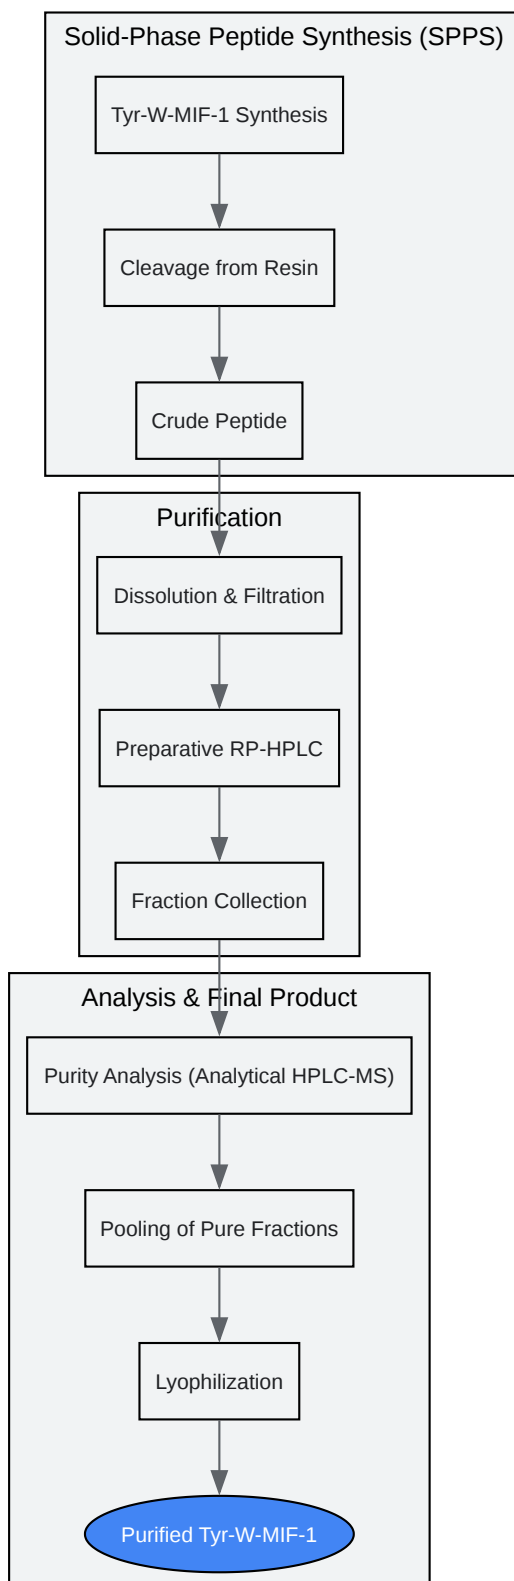 Solid-Phase Peptide Synthesis (SPPS)
Tyr-W-MIF-1 Synthesis
Cleavage from Resin
Crude Peptide
Purification
Dissolution & Filtration
Preparative RP-HPLC
Fraction Collection
Analysis & Final Product
Purity Analysis (Analytical HPLC-MS)
Pooling of Pure Fractions
Lyophilization
Purified Tyr-W-MIF-1